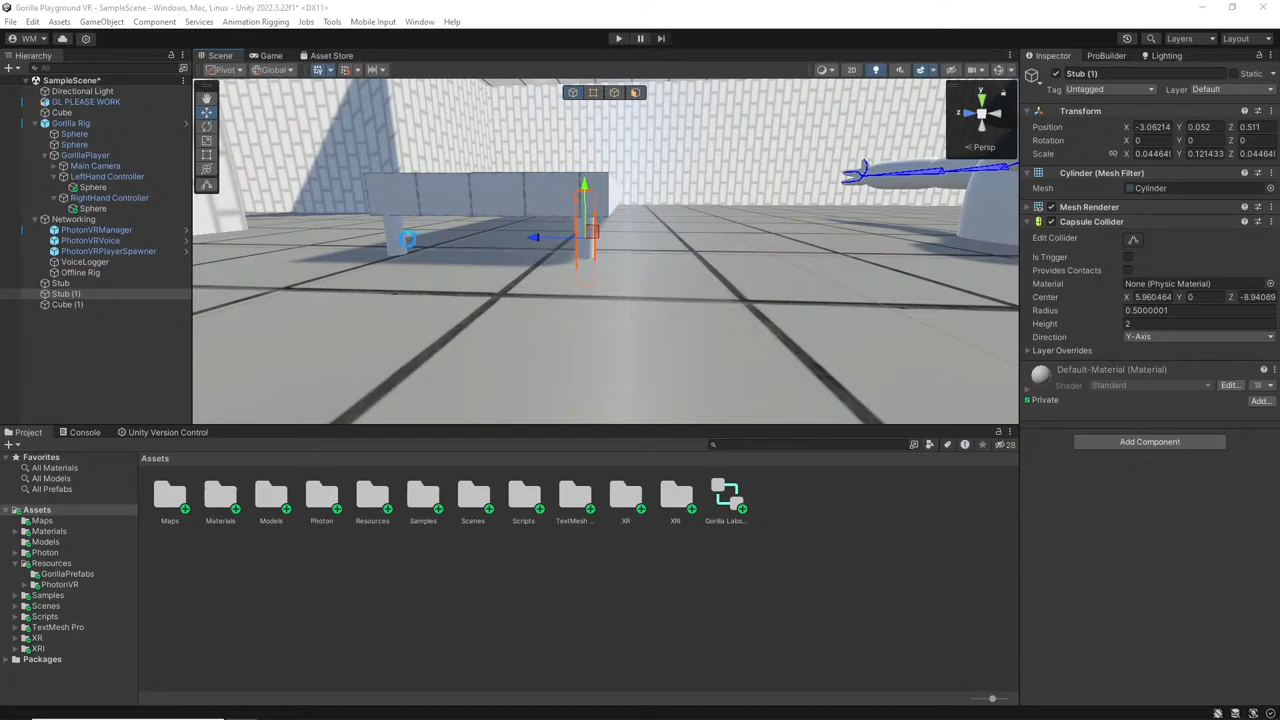 Gorilla Playground VR - SampleScene - Windows, Mac, Linux - Unity 2022.3.22f1* <DX11>
File Edit Assets GameObject Component Services Animation Rigging Jobs Tools Mobile Input Window Help
WM Layers Layout
Hierarchy
All
SampleScene*
Directional Light
GL PLEASE WORK
Cube
Gorilla Rig
Sphere
Sphere
GorillaPlayer
Main Camera
LeftHand Controller
Sphere
RightHand Controller
Sphere
Networking
PhotonVRManager
PhotonVRVoice
PhotonVRPlayerSpawner
VoiceLogger
Offline Rig
Stub
Stub (1)
Cube (1)
Scene Game Asset Store
Pivot Global 2D
y
z
Persp
Inspector ProBuilder Lighting
Stub (1) Static
Tag Untagged Layer Default
Transform
Position X -3.06214 Y 0.052 Z 0.511
Rotation X 0 Y 0 Z 0
Scale X 0.044649 Y 0.121433 Z 0.04464
Cylinder (Mesh Filter)
Mesh Cylinder
Mesh Renderer
Capsule Collider
Edit Collider
Is Trigger
Provides Contacts
Material None (Physic Material)
Center X 5.960464 Y 0 Z -8.94069
Radius 0.5000001
Height 2
Direction Y-Axis
Layer Overrides
Default-Material (Material)
Shader Standard Edit...
Private Add...
Add Component
Project Console Unity Version Control
28
Favorites
All Materials
All Models
All Prefabs
Assets
Maps
Materials
Models
Photon
Resources
GorillaPrefabs
PhotonVR
Samples
Scenes
Scripts
TextMesh Pro
XR
XRI
Packages
Assets
Maps Materials Models Photon Resources Samples Scenes Scripts TextMesh ... XR XRI Gorilla Labs...